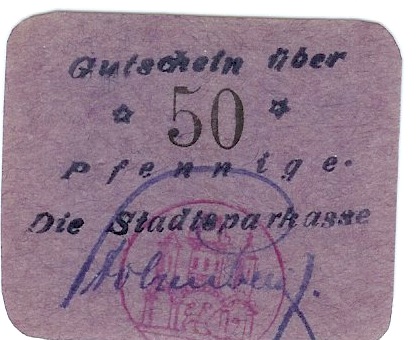 Gutschein über
* 50 *
Pfennige.
Die Stadtsparkasse